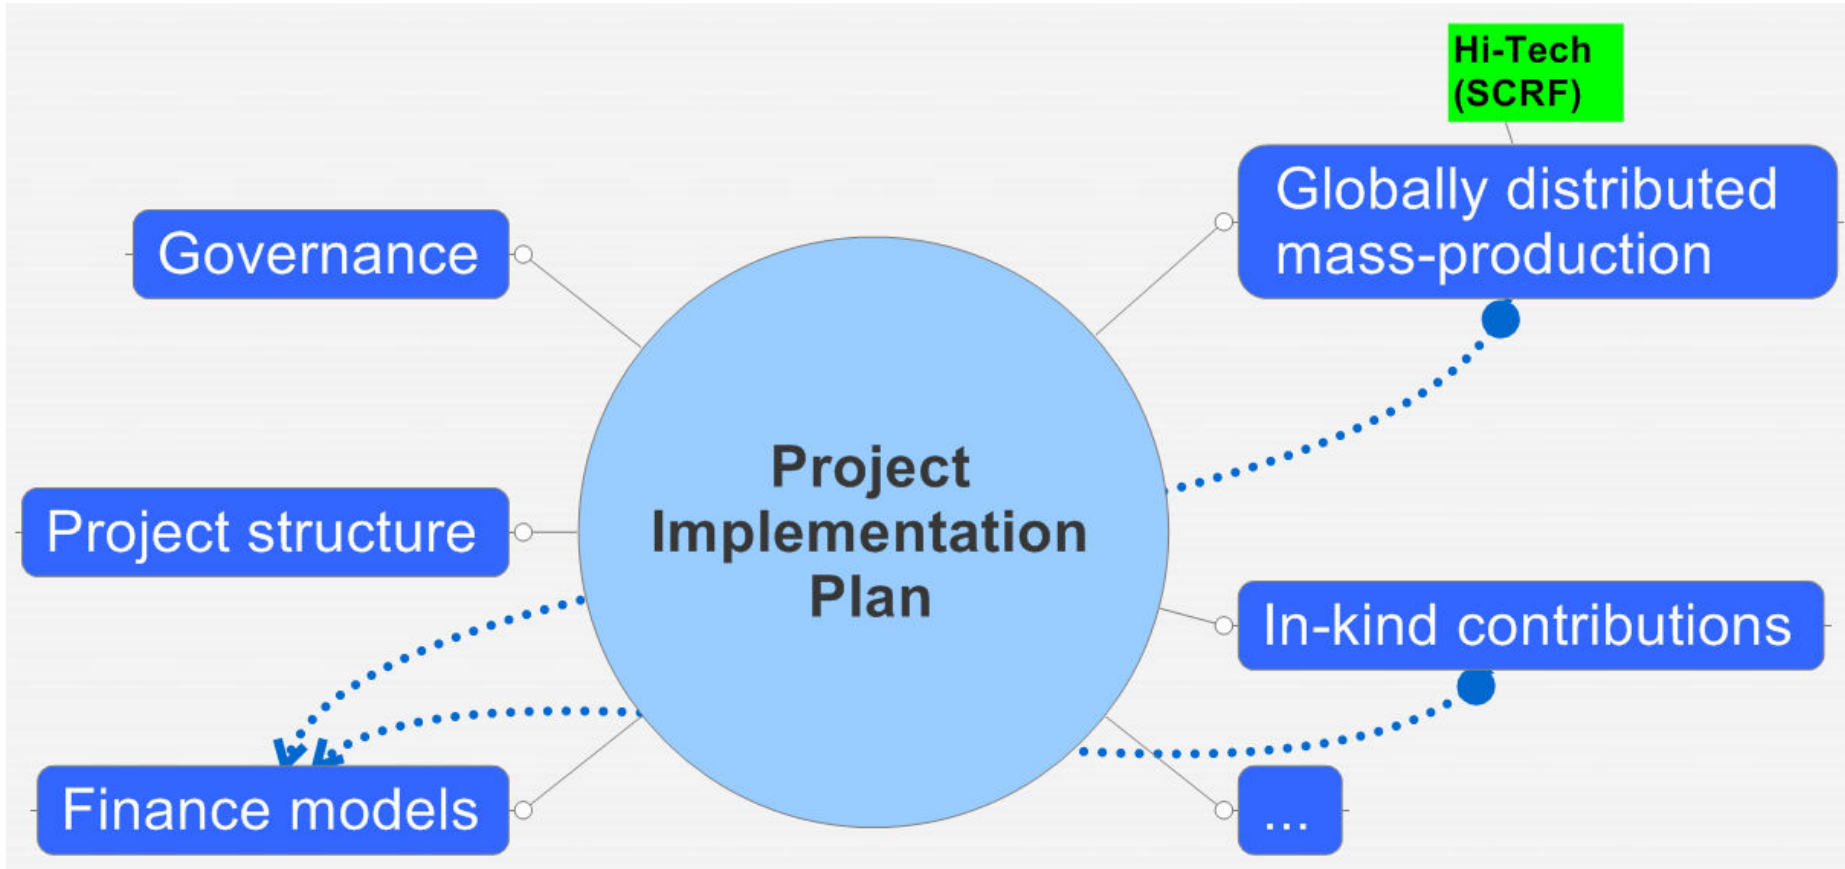 Hi-Tech
(SCRF)
Globally distributed
mass-production
Governance
Project
Implementation
Plan
Project structure
In-kind contributions
Finance models
...